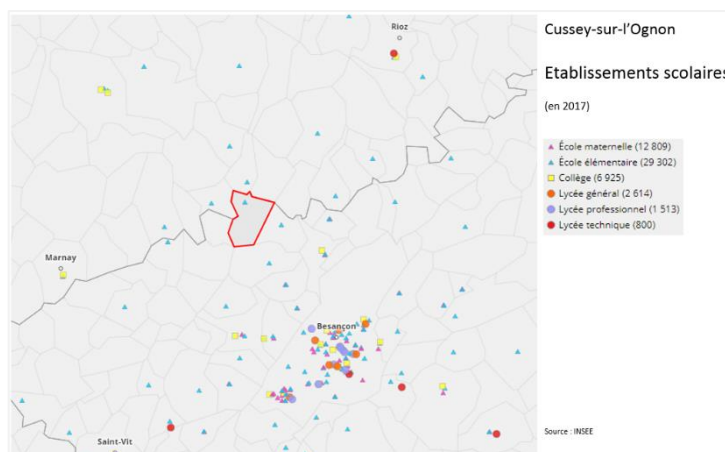 Rioz
Marnay
Besançon
Saint-Vit
Cussey-sur-l'Ognon
Etablissements scolaires
(en 2017)
École maternelle (12 809)
École élémentaire (29 302)
Collège (6 925)
Lycée général (2 614)
Lycée professionnel (1 513)
Lycée technique (800)
Source : INSEE